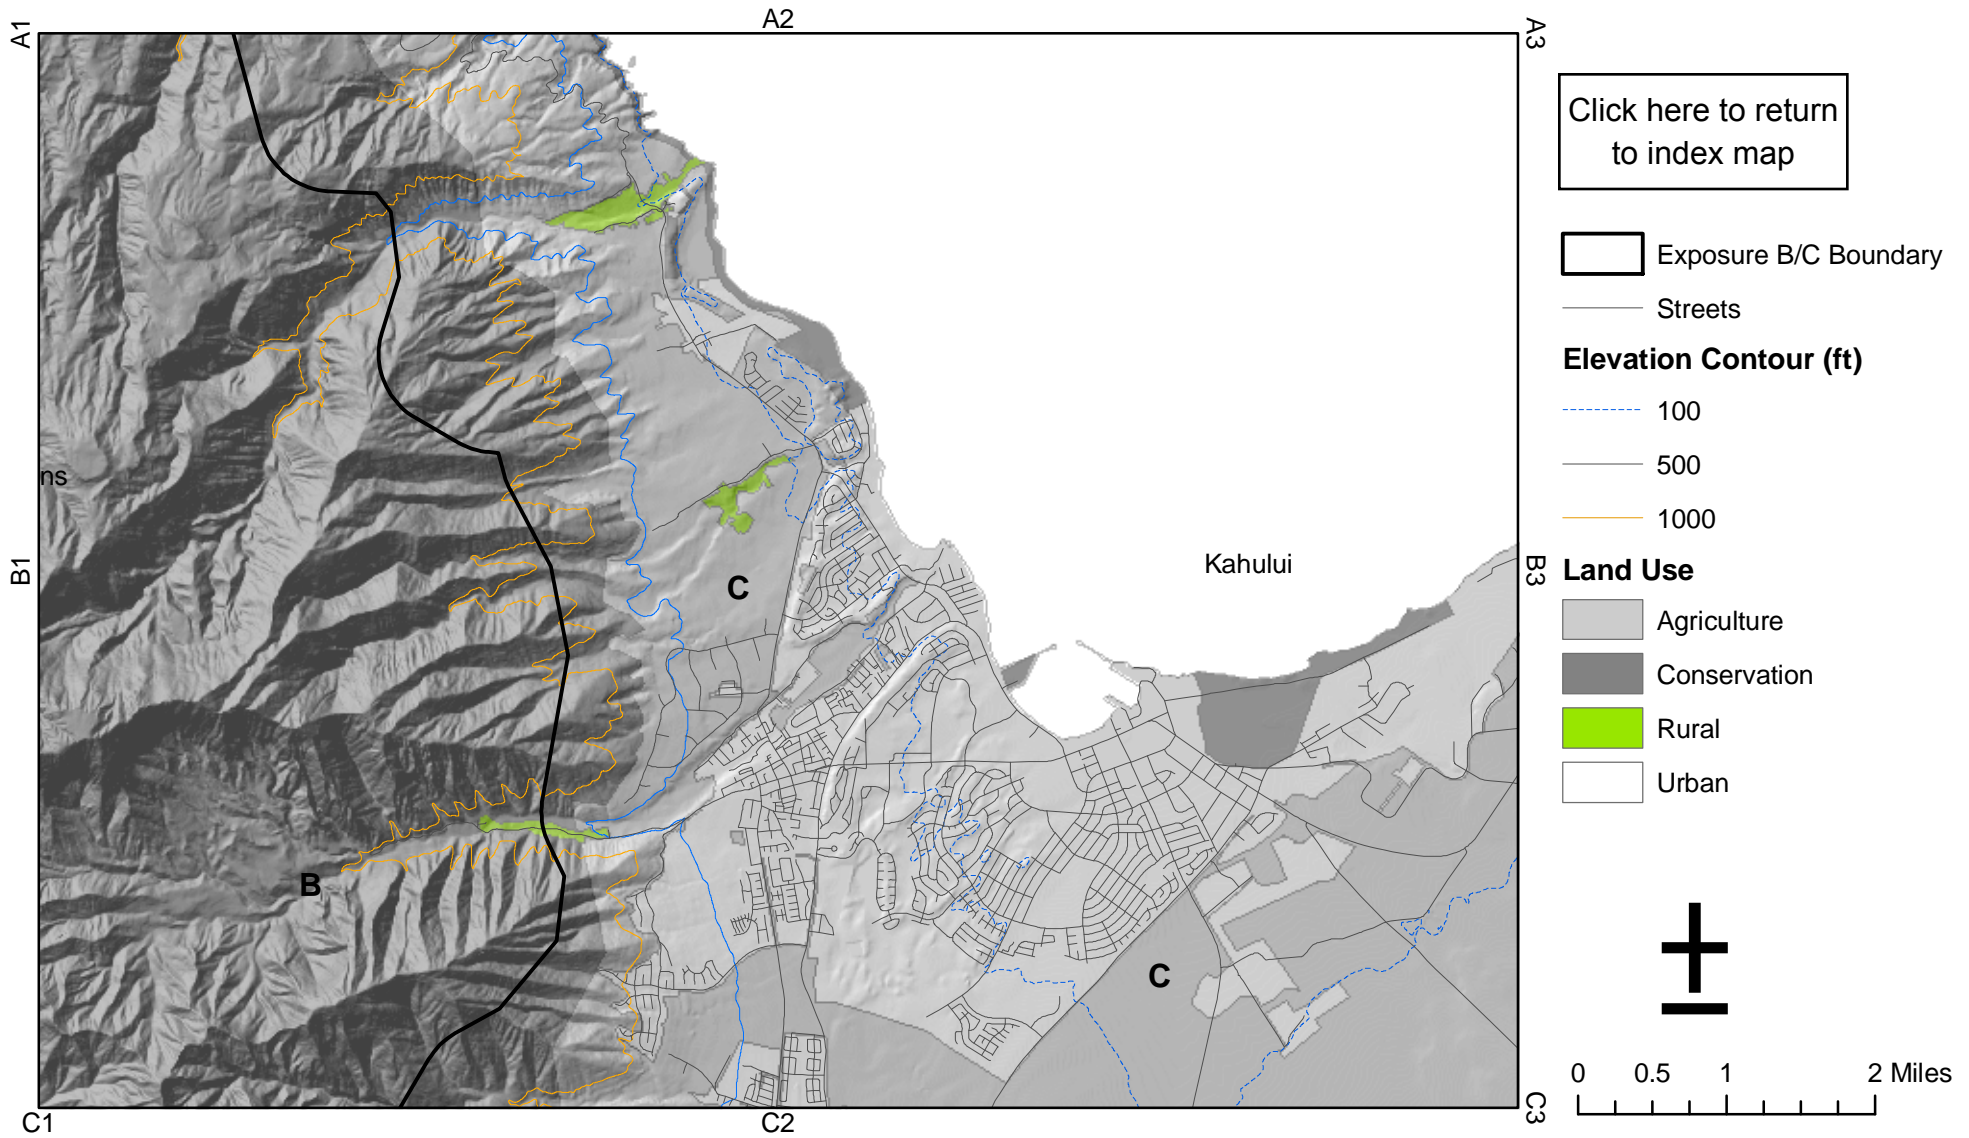 A1
A2
A3
Click here to return
to index map
Exposure B/C Boundary
Streets
Elevation Contour (ft)
100
500
1000
Land Use
Agriculture
Conservation
Rural
Urban
ns
B1
C
Kahului
B3
B
C
0 0.5 1 2 Miles
C1
C2
C3